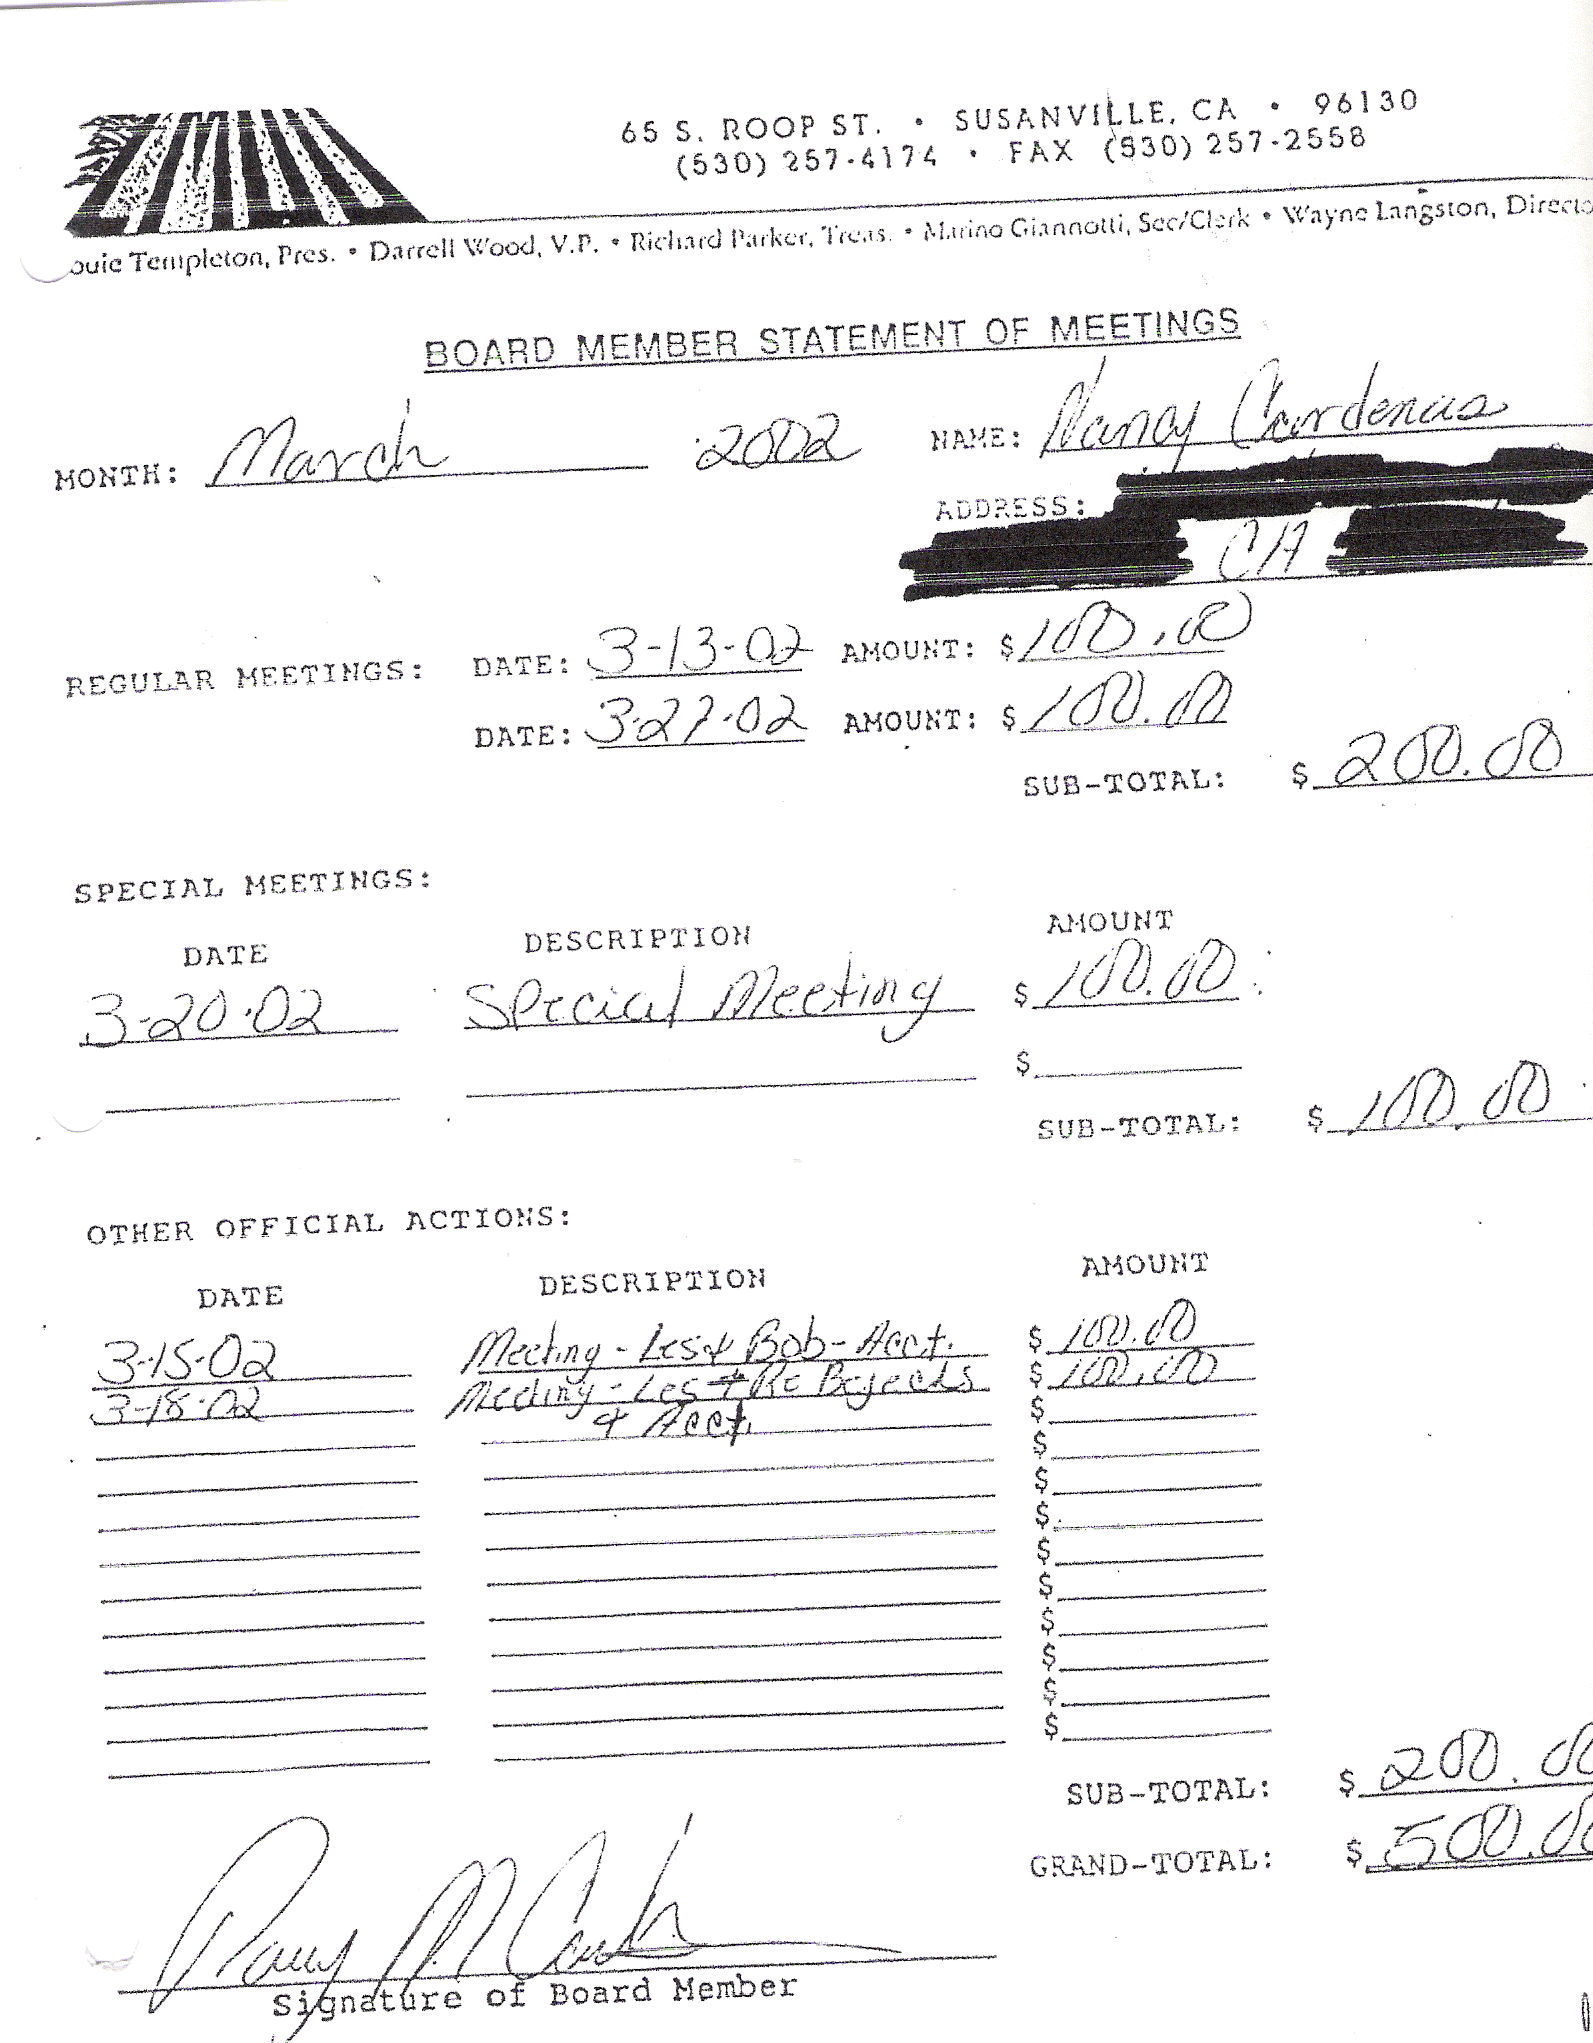 65 S. ROOP ST. • SUSANVILLE, CA • 96130
(530) 257-4174 • FAX (530) 257-2558
ouie Templeton, Pres. • Darrell Wood, V.P. • Richard Parker, Treas. • Marino Giannotti, Sec/Clerk • Wayne Langston, Directo
BOARD MEMBER STATEMENT OF MEETINGS
MONTH: March 2002 NAME: Nancy Cardenas
ADDRESS:
CA
REGULAR MEETINGS: DATE: 3-13-02 AMOUNT: $100.00
DATE: 3-27-02 AMOUNT: $100.00
SUB-TOTAL: $200.00
SPECIAL MEETINGS:
DATE DESCRIPTION AMOUNT
3-20-02 Special Meeting $100.00
$
SUB-TOTAL: $100.00
OTHER OFFICIAL ACTIONS:
DATE DESCRIPTION AMOUNT
3-15-02 Meeting - Les & Bob - Acct. $100.00
3-18-02 Meeting - Les + Re $100.00
& Acct. $
$
$
$
$
$
$
$
$
$
SUB-TOTAL: $200.00
GRAND-TOTAL: $500.00
Signature of Board Member